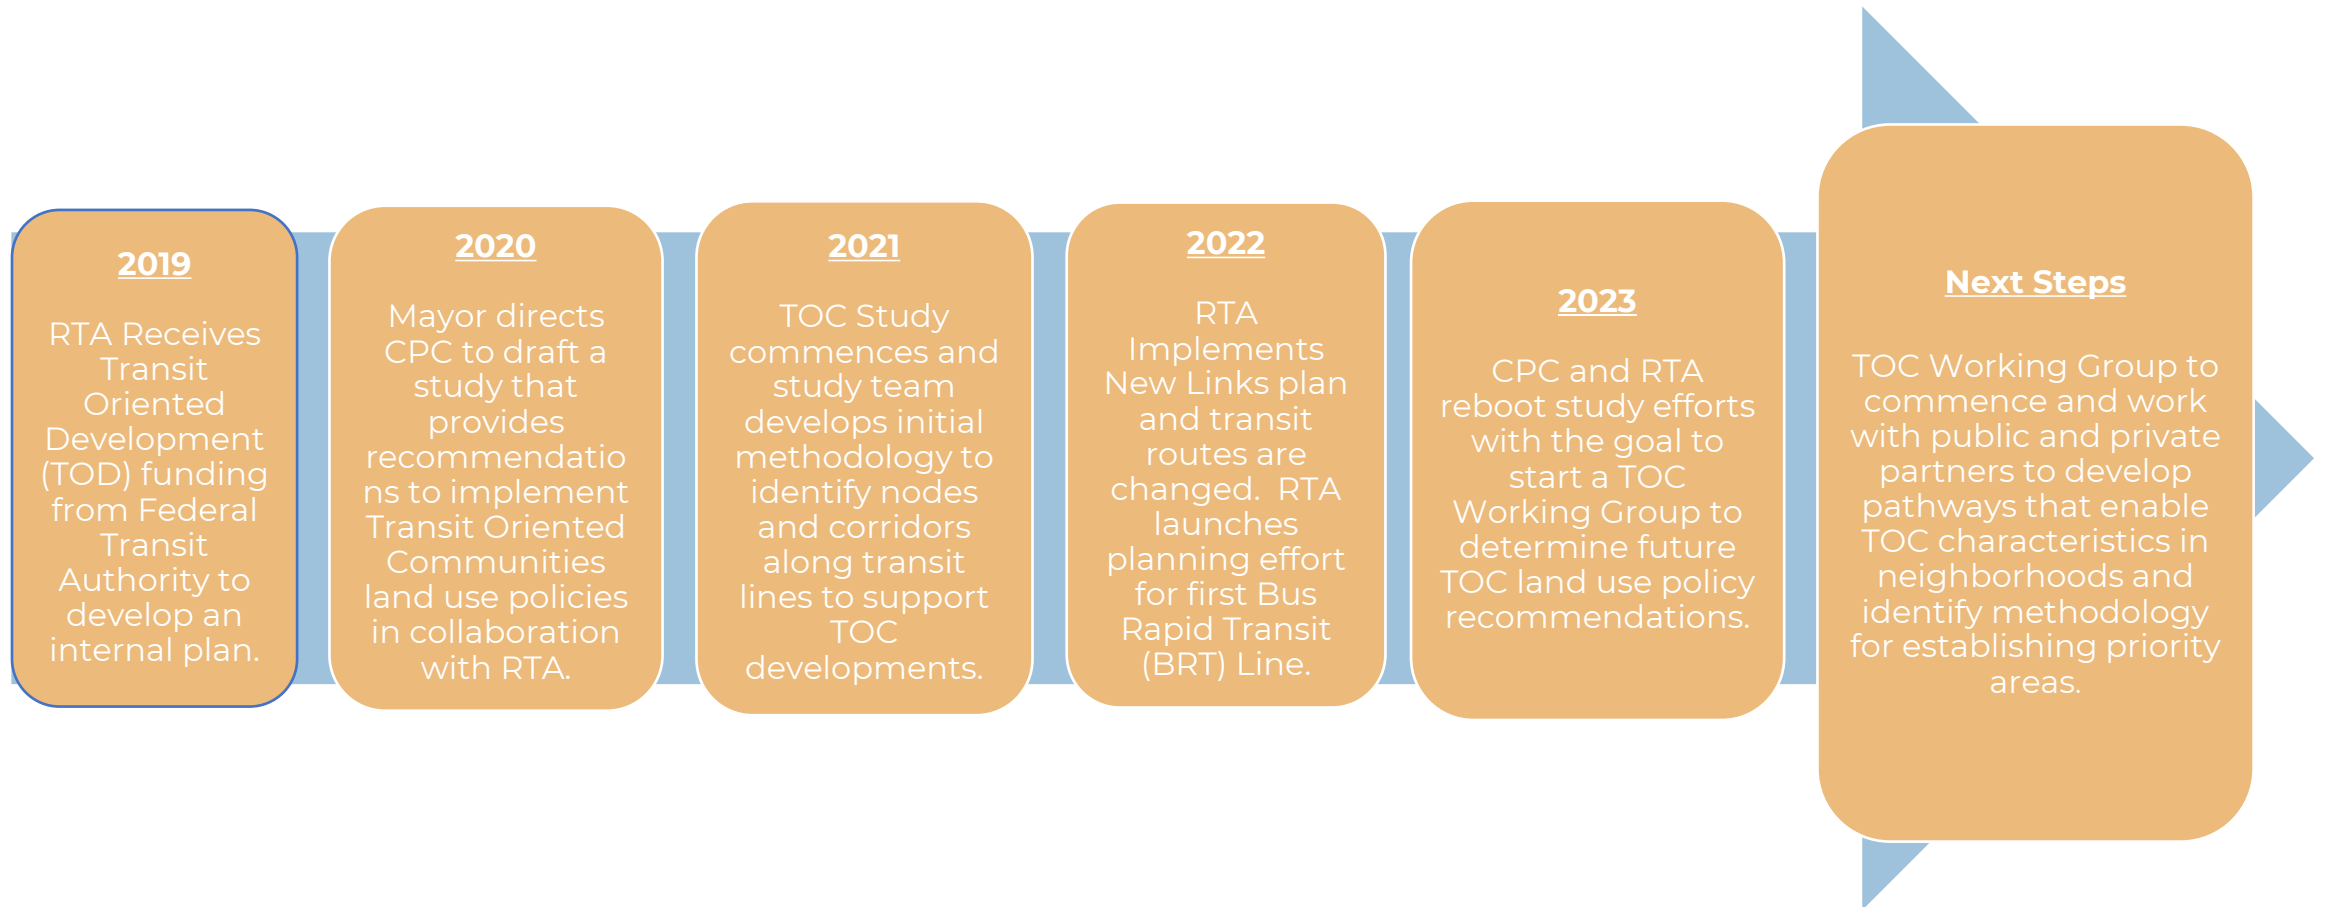 2019
RTA Receives
Transit
Oriented
Development
(TOD) funding
from Federal
Transit
Authority to
develop an
internal plan.
2020
Mayor directs
CPC to draft a
study that
provides
recommendatio
ns to implement
Transit Oriented
Communities
land use policies
in collaboration
with RTA.
2021
TOC Study
commences and
study team
develops initial
methodology to
identify nodes
and corridors
along transit
lines to support
TOC
developments.
2022
RTA
Implements
New Links plan
and transit
routes are
changed.  RTA
launches
planning effort
for first Bus
Rapid Transit
(BRT) Line.
2023
CPC and RTA
reboot study efforts
with the goal to
start a TOC
Working Group to
determine future
TOC land use policy
recommendations.
Next Steps
TOC Working Group to
commence and work
with public and private
partners to develop
pathways that enable
TOC characteristics in
neighborhoods and
identify methodology
for establishing priority
areas.